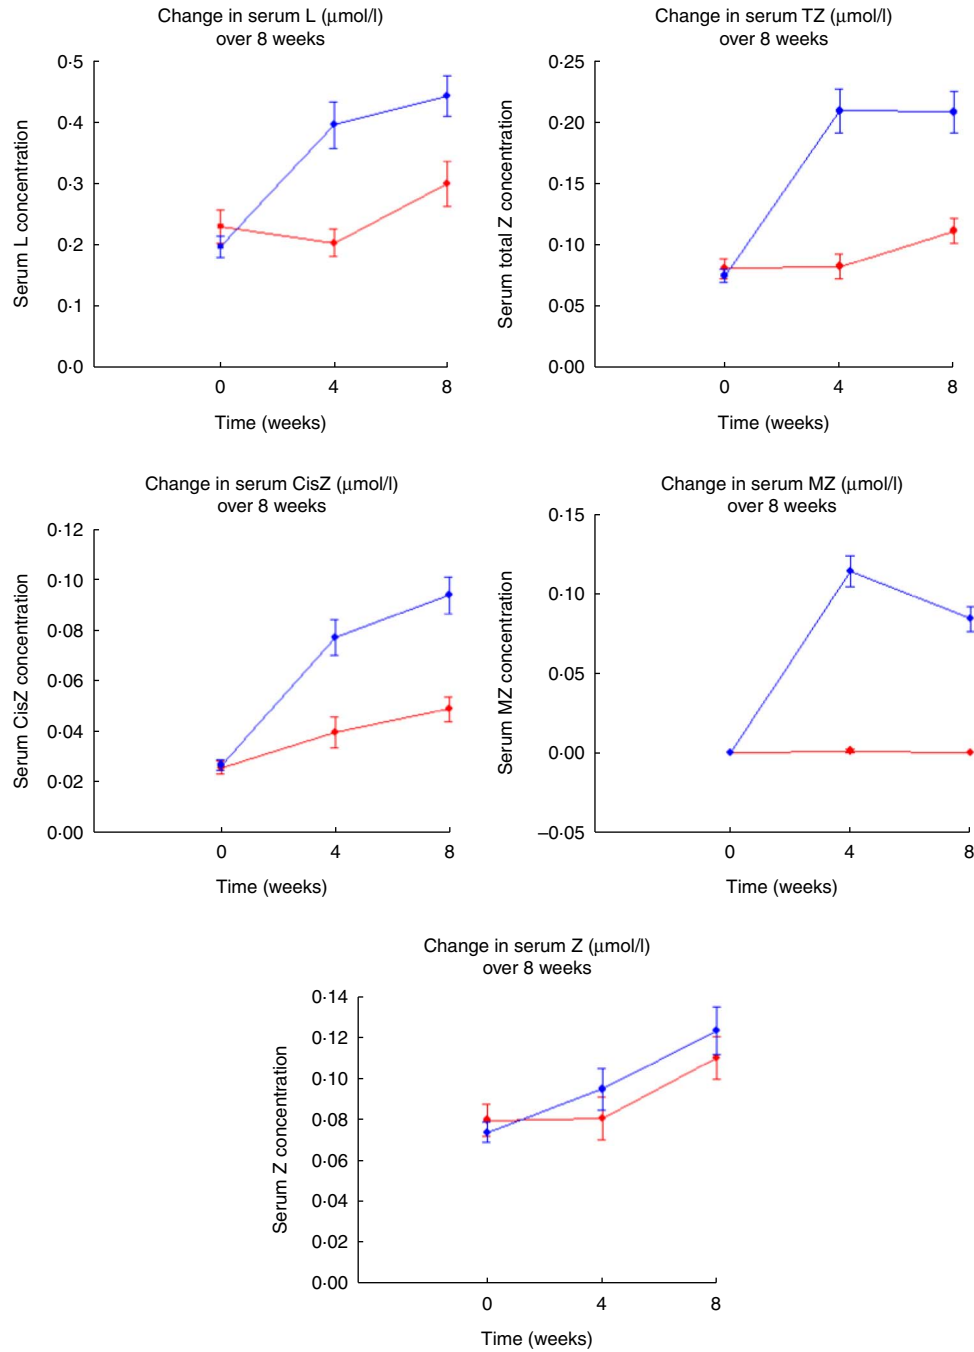 Change in serum L (μmol/l)
over 8 weeks
0·5
0·4
0·3
0·2
0·1
0·0
Serum L concentration
0 4 8
Time (weeks)
Change in serum TZ (μmol/l)
over 8 weeks
0·25
0·20
0·15
0·10
0·05
0·00
Serum total Z concentration
0 4 8
Time (weeks)
Change in serum CisZ (μmol/l)
over 8 weeks
0·12
0·10
0·08
0·06
0·04
0·02
0·00
Serum CisZ concentration
0 4 8
Time (weeks)
Change in serum MZ (μmol/l)
over 8 weeks
0·15
0·10
0·05
0·00
–0·05
Serum MZ concentration
0 4 8
Time (weeks)
Change in serum Z (μmol/l)
over 8 weeks
0·14
0·12
0·10
0·08
0·06
0·04
0·02
0·00
Serum Z concentration
0 4 8
Time (weeks)